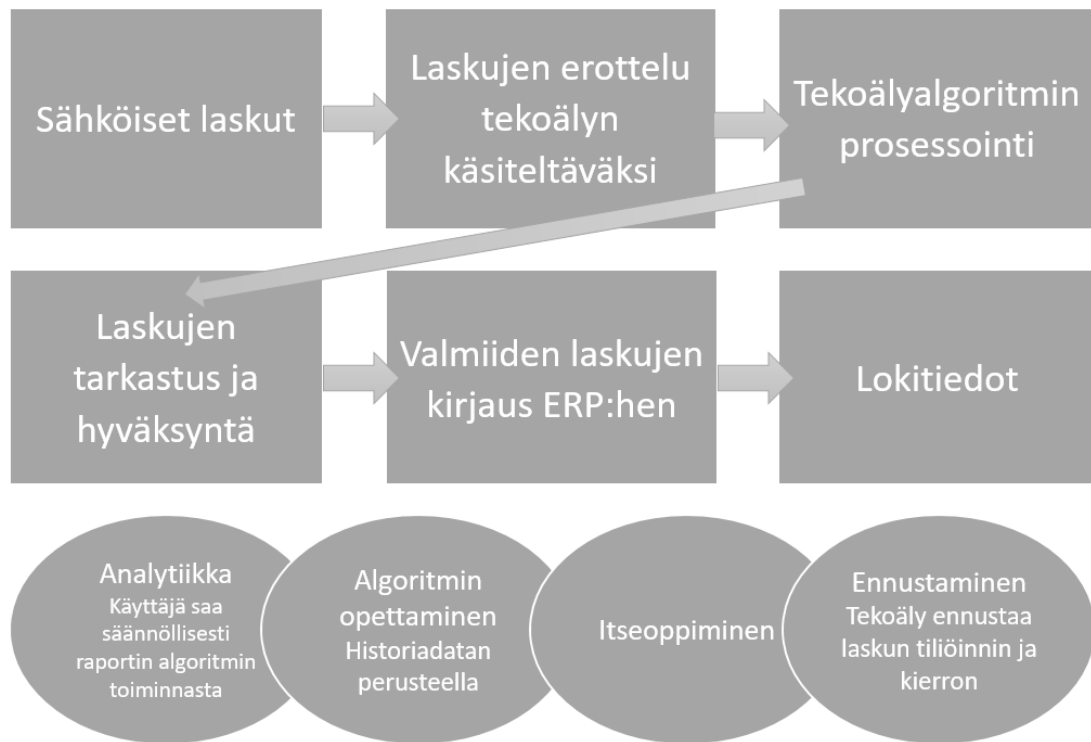 Sähköiset laskut
Laskujen erottelu
tekoälyn
käsiteltäväksi
Tekoälyalgoritmin
prosessointi
Laskujen
tarkastus ja
hyväksyntä
Valmiiden laskujen
kirjaus ERP:hen
Lokitiedot
Analytiikka
Käyttäjä saa
säännöllisesti
raportin algoritmin
toiminnasta
Algoritmin
opettaminen
Historiadatan
perusteella
Itseoppiminen
Ennustaminen
Tekoäly ennustaa
laskun tiliöinnin ja
kierron